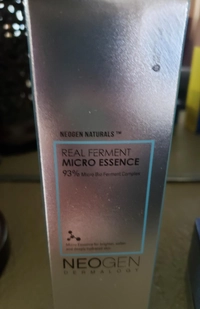 NEOGEN NATURALS™
REAL FERMENT
MICRO ESSENCE
93% Micro Bio-Ferment Complex
NEOGEN
DERMALOGY